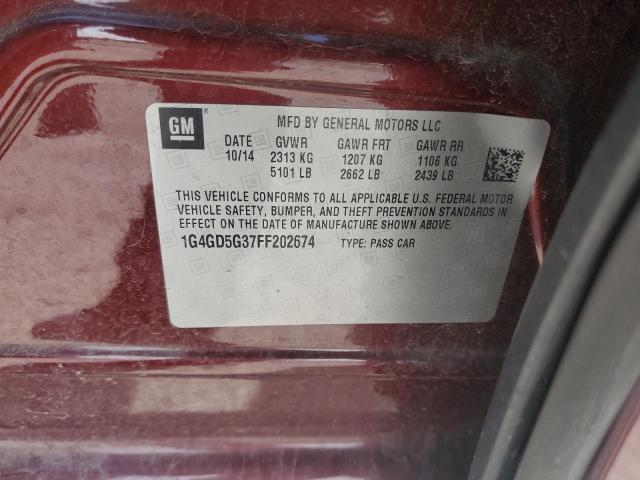 GM
MFD BY GENERAL MOTORS LLC
DATE GVWR GAWR FRT GAWR RR
10/14 2313 KG 1207 KG 1106 KG
5101 LB 2662 LB 2439 LB
THIS VEHICLE CONFORMS TO ALL APPLICABLE U.S. FEDERAL MOTOR
VEHICLE SAFETY, BUMPER, AND THEFT PREVENTION STANDARDS IN
EFFECT ON THE DATE OF MANUFACTURE SHOWN ABOVE.
1G4GD5G37FF202674 TYPE: PASS CAR